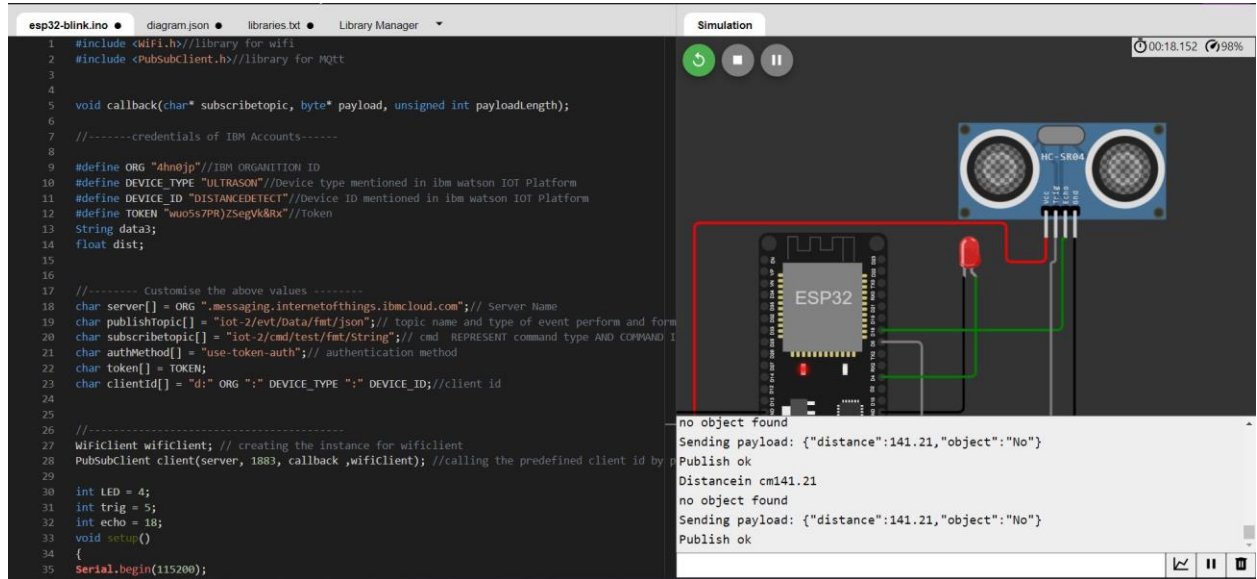 esp32-blink.ino ●
diagram.json ●
libraries.txt ●
Library Manager
Simulation
1 #include <WiFi.h>//library for wifi
2 #include <PubSubClient.h>//library for MQtt
3
4
5 void callback(char* subscribetopic, byte* payload, unsigned int payloadLength);
6
7 //-------credentials of IBM Accounts------
8
9 #define ORG "4hn0jp"//IBM ORGANITION ID
10 #define DEVICE_TYPE "ULTRASON"//Device type mentioned in ibm watson IOT Platform
11 #define DEVICE_ID "DISTANCEDETECT"//Device ID mentioned in ibm watson IOT Platform
12 #define TOKEN "wuo5s7PR)ZSegVk&Rx"//Token
13 String data3;
14 float dist;
15
16
17 //-------- Customise the above values --------
18 char server[] = ORG ".messaging.internetofthings.ibmcloud.com";// Server Name
19 char publishTopic[] = "iot-2/evt/Data/fmt/json";// topic name and type of event perform and form
20 char subscribetopic[] = "iot-2/cmd/test/fmt/String";// cmd  REPRESENT command type AND COMMAND I
21 char authMethod[] = "use-token-auth";// authentication method
22 char token[] = TOKEN;
23 char clientId[] = "d:" ORG ":" DEVICE_TYPE ":" DEVICE_ID;//client id
24
25
26 //-----------------------------------------
27 WiFiClient wifiClient; // creating the instance for wificlient
28 PubSubClient client(server, 1883, callback ,wifiClient); //calling the predefined client id by p
29
30 int LED = 4;
31 int trig = 5;
32 int echo = 18;
33 void setup()
34 {
35 Serial.begin(115200);
00:18.152
98%
HC-SR04
Vcc
Trig
Echo
Gnd
ESP32
no object found
Sending payload: {"distance":141.21,"object":"No"}
Publish ok
Distancein cm141.21
no object found
Sending payload: {"distance":141.21,"object":"No"}
Publish ok